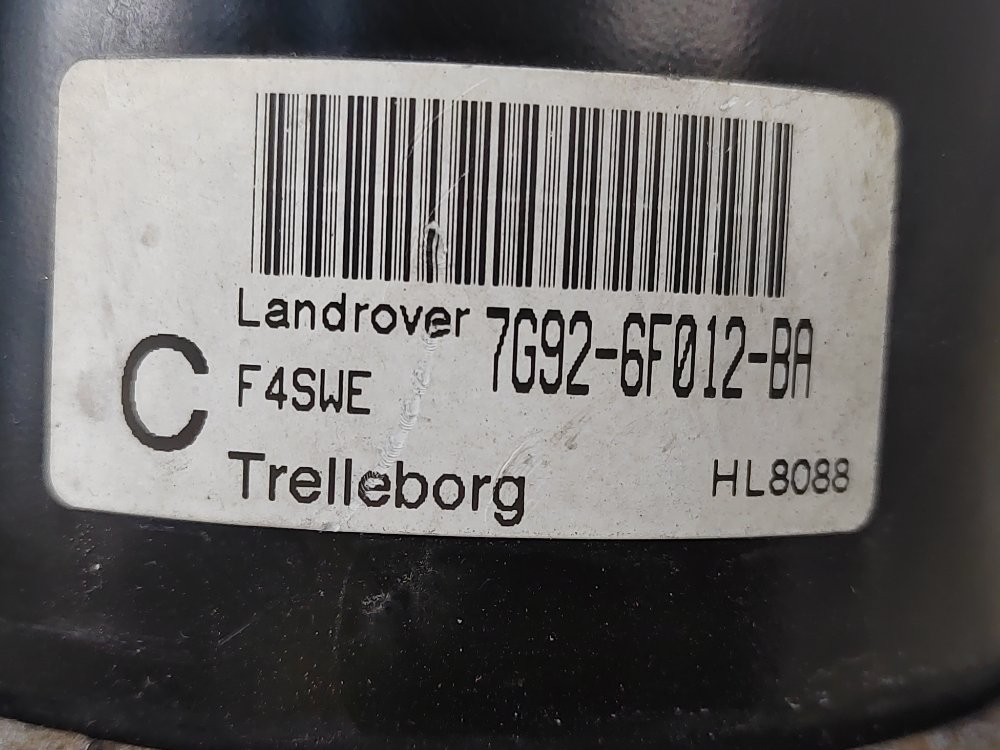 Landrover 7G92-6F012-BA
C F4SWE
Trelleborg HL8088